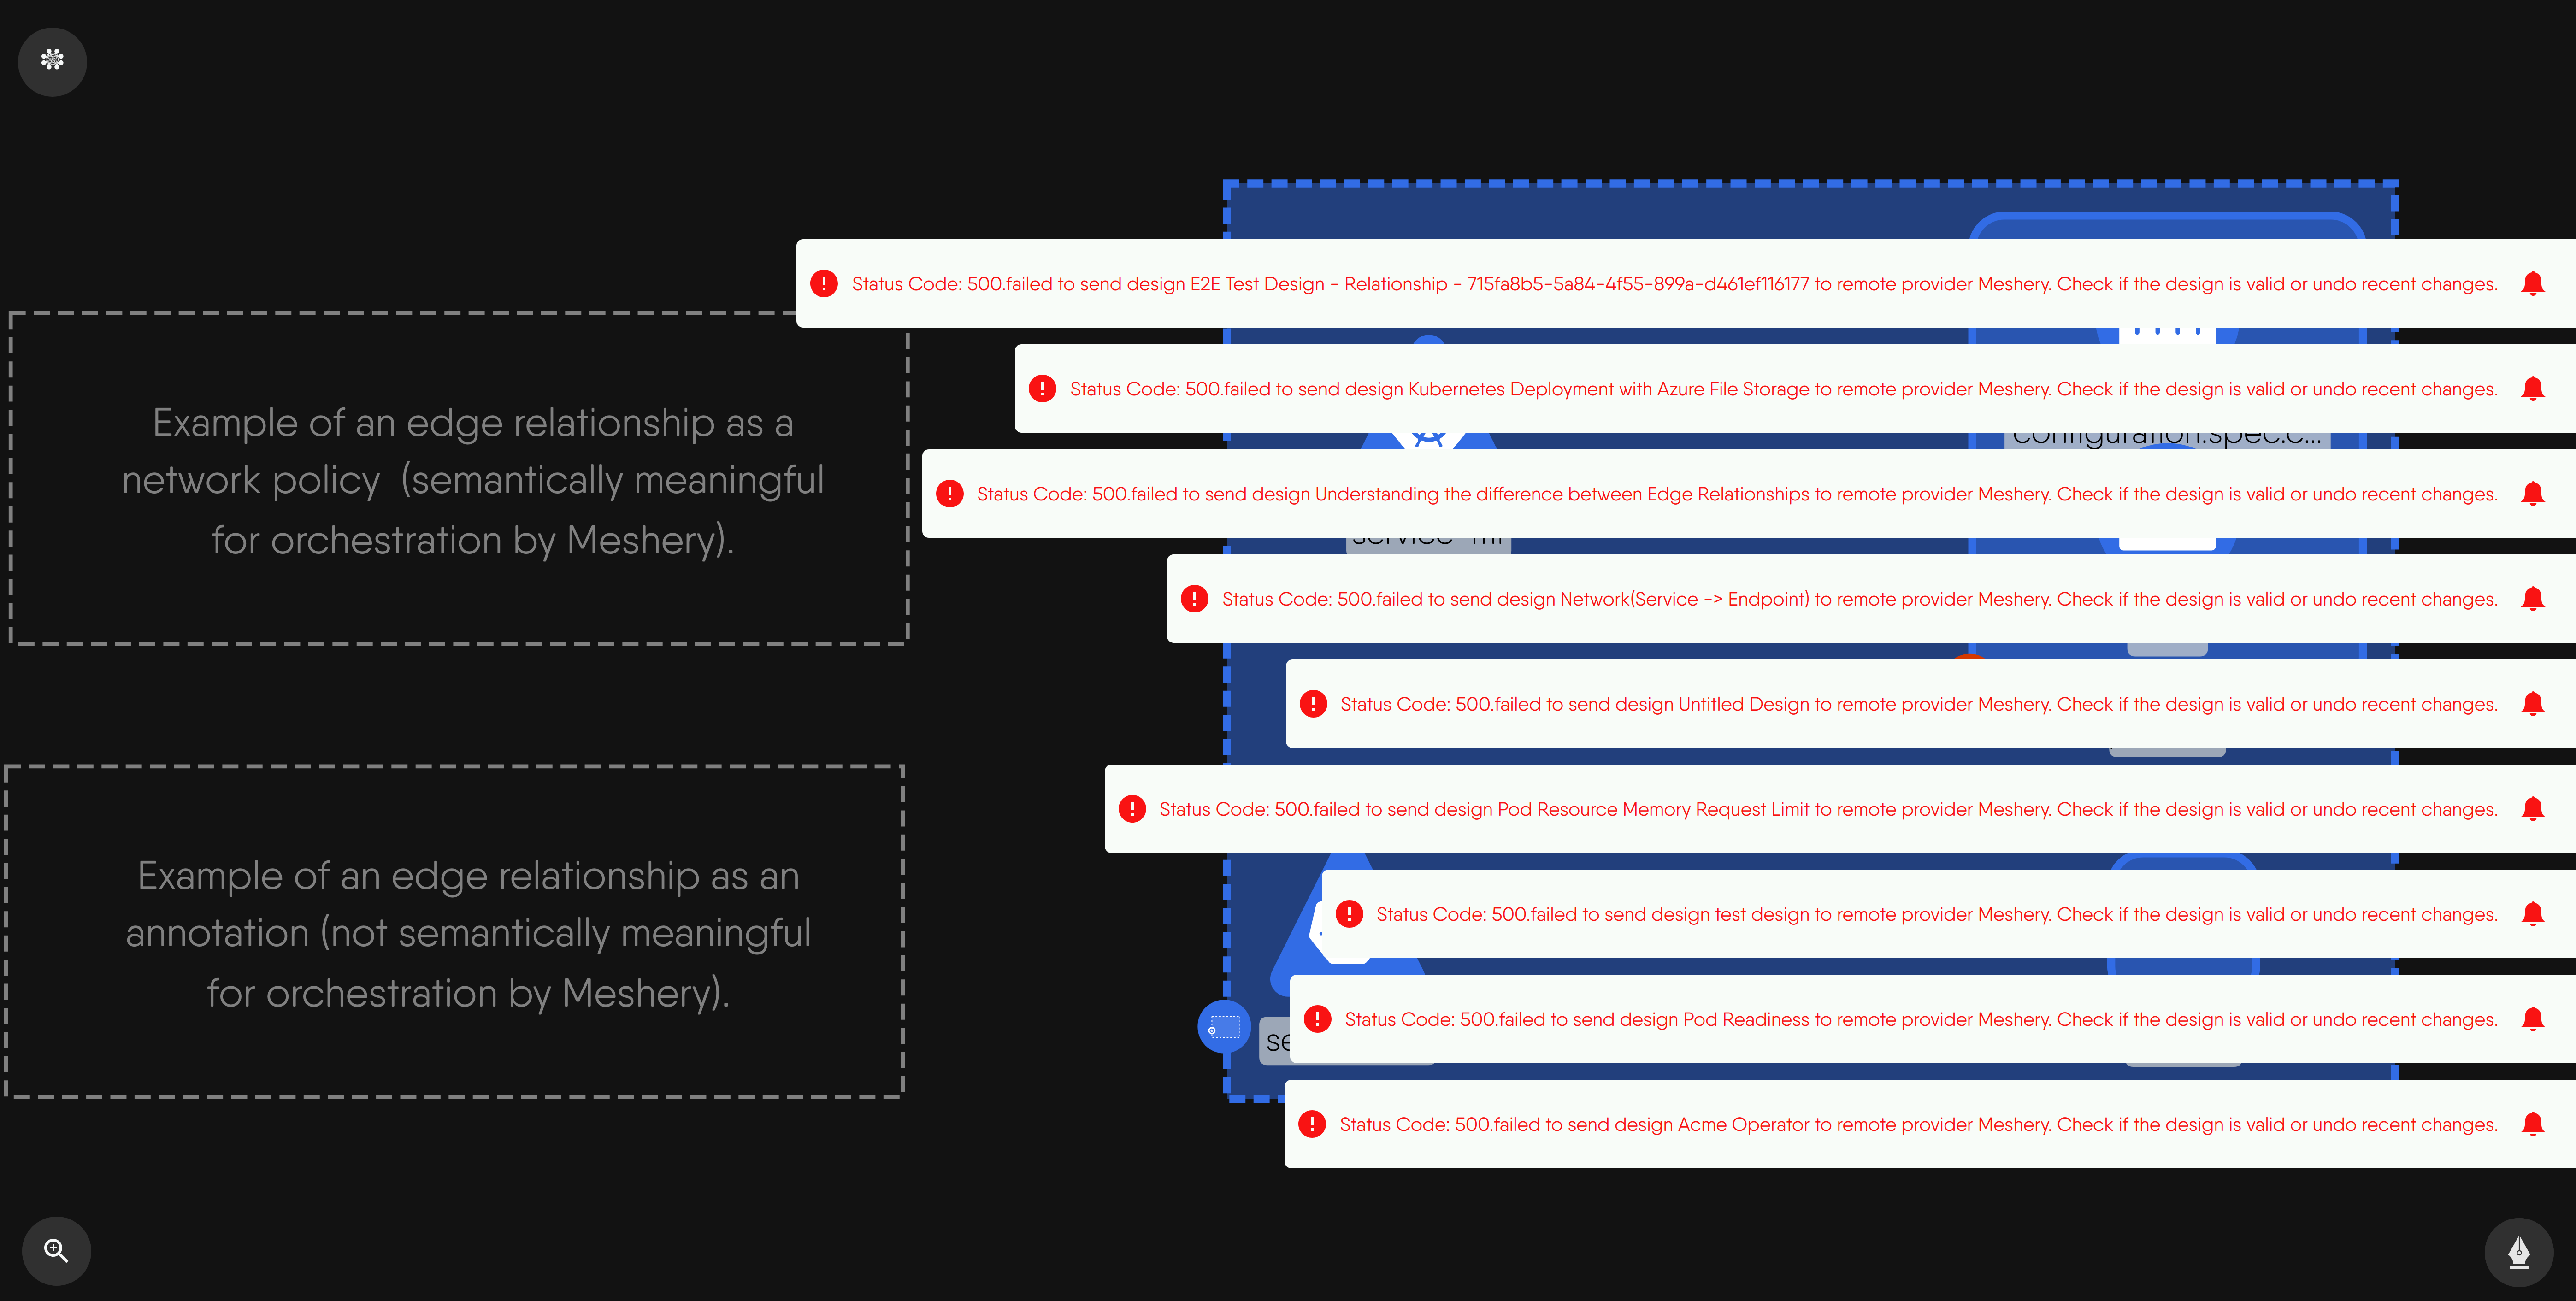 Status Code: 500.failed to send design E2E Test Design - Relationship - 715fa8b5-5a84-4f55-899a-d461ef116177 to remote provider Meshery. Check if the design is valid or undo recent changes.
Status Code: 500.failed to send design Kubernetes Deployment with Azure File Storage to remote provider Meshery. Check if the design is valid or undo recent changes.
configuration.spec.c...
Status Code: 500.failed to send design Understanding the difference between Edge Relationships to remote provider Meshery. Check if the design is valid or undo recent changes.
Status Code: 500.failed to send design Network(Service -> Endpoint) to remote provider Meshery. Check if the design is valid or undo recent changes.
Status Code: 500.failed to send design Untitled Design to remote provider Meshery. Check if the design is valid or undo recent changes.
Status Code: 500.failed to send design Pod Resource Memory Request Limit to remote provider Meshery. Check if the design is valid or undo recent changes.
Status Code: 500.failed to send design test design to remote provider Meshery. Check if the design is valid or undo recent changes.
Status Code: 500.failed to send design Pod Readiness to remote provider Meshery. Check if the design is valid or undo recent changes.
Status Code: 500.failed to send design Acme Operator to remote provider Meshery. Check if the design is valid or undo recent changes.
Example of an edge relationship as a
network policy (semantically meaningful
for orchestration by Meshery).
Example of an edge relationship as an
annotation (not semantically meaningful
for orchestration by Meshery).